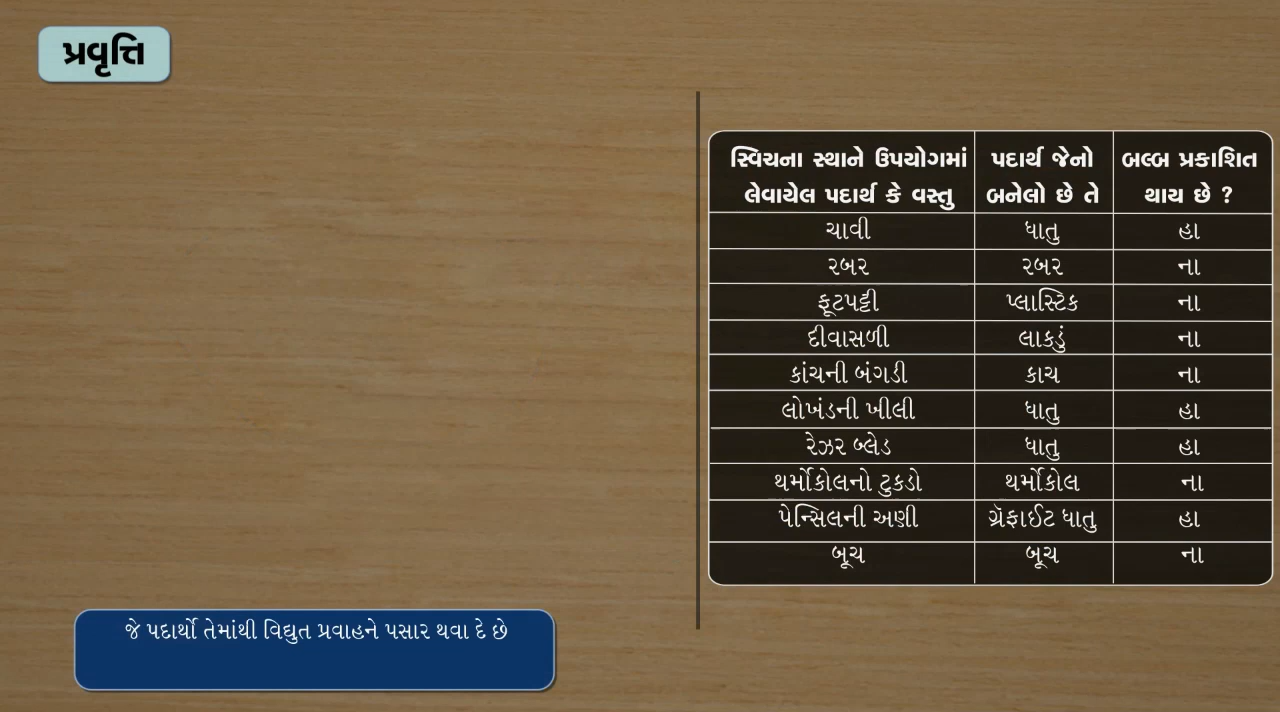 પ્રવૃત્તિ
સ્વિચના સ્થાને ઉપયોગમાં લેવાયેલ પદાર્થ કે વસ્તુ | પદાર્થ જેનો બનેલો છે તે | બલ્બ પ્રકાશિત થાય છે ?
ચાવી | ધાતુ | હા
રબર | રબર | ના
ફૂટપટ્ટી | પ્લાસ્ટિક | ના
દીવાસળી | લાકડું | ના
કાંચની બંગડી | કાચ | ના
લોખંડની ખીલી | ધાતુ | હા
રેઝર બ્લેડ | ધાતુ | હા
થર્મોકોલનો ટુકડો | થર્મોકોલ | ના
પેન્સિલની અણી | ગ્રૅફાઈટ ધાતુ | હા
બૂચ | બૂચ | ના
જે પદાર્થો તેમાંથી વિદ્યુત પ્રવાહને પસાર થવા દે છે